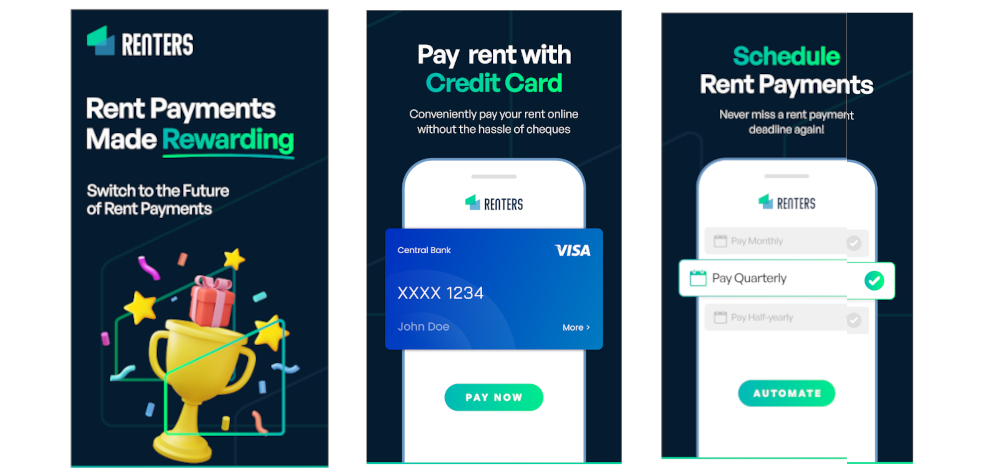 RENTERS
Rent Payments
Made Rewarding
Switch to the Future
of Rent Payments
Pay rent with
Credit Card
Conveniently pay your rent online
without the hassle of cheques
RENTERS
Central Bank
VISA
XXXX 1234
John Doe
More >
PAY NOW
Schedule
Rent Payments
Never miss a rent payment
deadline again!
RENTERS
Pay Monthly
Pay Quarterly
Pay Half-yearly
AUTOMATE